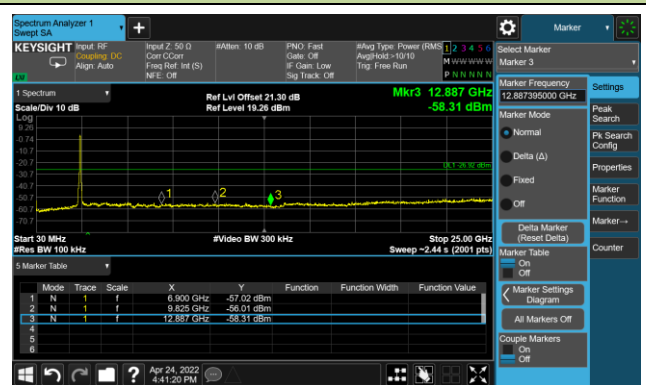 Spectrum Analyzer 1
Swept SA
Marker
KEYSIGHT
Input: RF
Coupling: DC
Align: Auto
Input Z: 50 Ω
Corr CCorr
Freq Ref: Int (S)
NFE: Off
#Atten: 10 dB
PNO: Fast
Gate: Off
IF Gain: Low
Sig Track: Off
#Avg Type: Power (RMS
Avg|Hold:>10/10
Trig: Free Run
1 2 3 4 5 6
M W W W W W
P N N N N N
LW
Select Marker
Marker 3
1 Spectrum
Scale/Div 10 dB
Ref Lvl Offset 21.30 dB
Ref Level 19.26 dBm
Mkr3 12.887 GHz
-58.31 dBm
Log
9.26
-0.74
-10.7
-20.7
-30.7
-40.7
-50.7
-60.7
-70.7
DL1 -26.92 dBm
1
2
3
Start 30 MHz
#Res BW 100 kHz
#Video BW 300 kHz
Stop 25.00 GHz
Sweep ~2.44 s (2001 pts)
5 Marker Table
Mode Trace Scale X Y Function Function Width Function Value
1 N 1 f 6.900 GHz -57.02 dBm
2 N 1 f 9.825 GHz -56.01 dBm
3 N 1 f 12.887 GHz -58.31 dBm
4
5
6
Marker Frequency
12.887395000 GHz
Marker Mode
Normal
Delta (Δ)
Fixed
Off
Delta Marker
(Reset Delta)
Marker Table
On
Off
Marker Settings
Diagram
All Markers Off
Couple Markers
On
Off
Settings
Peak
Search
Pk Search
Config
Properties
Marker
Function
Marker→
Counter
?
Apr 24, 2022
4:41:20 PM